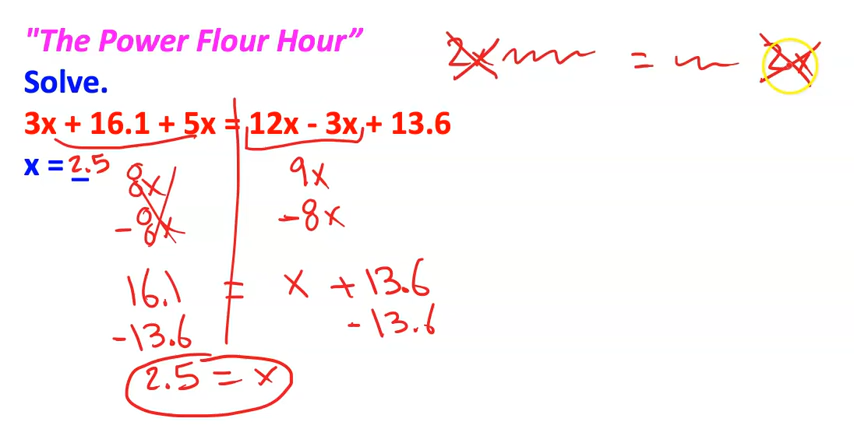 "The Power Flour Hour”
2x = 2x
Solve.
3x + 16.1 + 5x = 12x - 3x + 13.6
x = 2.5
8x 9x
-8x -8x
16.1 = x + 13.6
-13.6 -13.6
2.5 = x